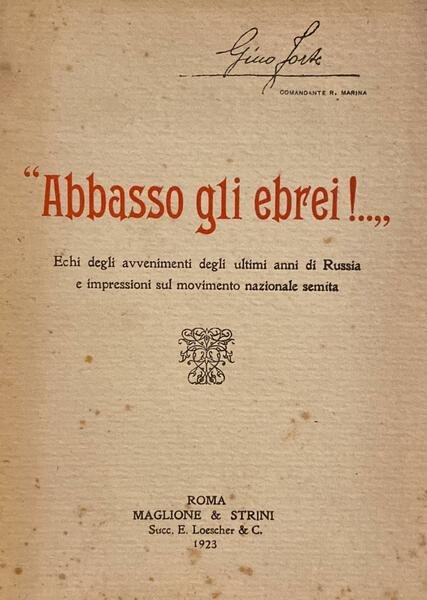 Gino Forte
COMANDANTE R. MARINA
“Abbasso gli ebrei!..„
Echi degli avvenimenti degli ultimi anni di Russia
e impressioni sul movimento nazionale semita
ROMA
MAGLIONE & STRINI
Succ. E. Loescher & C.
1923